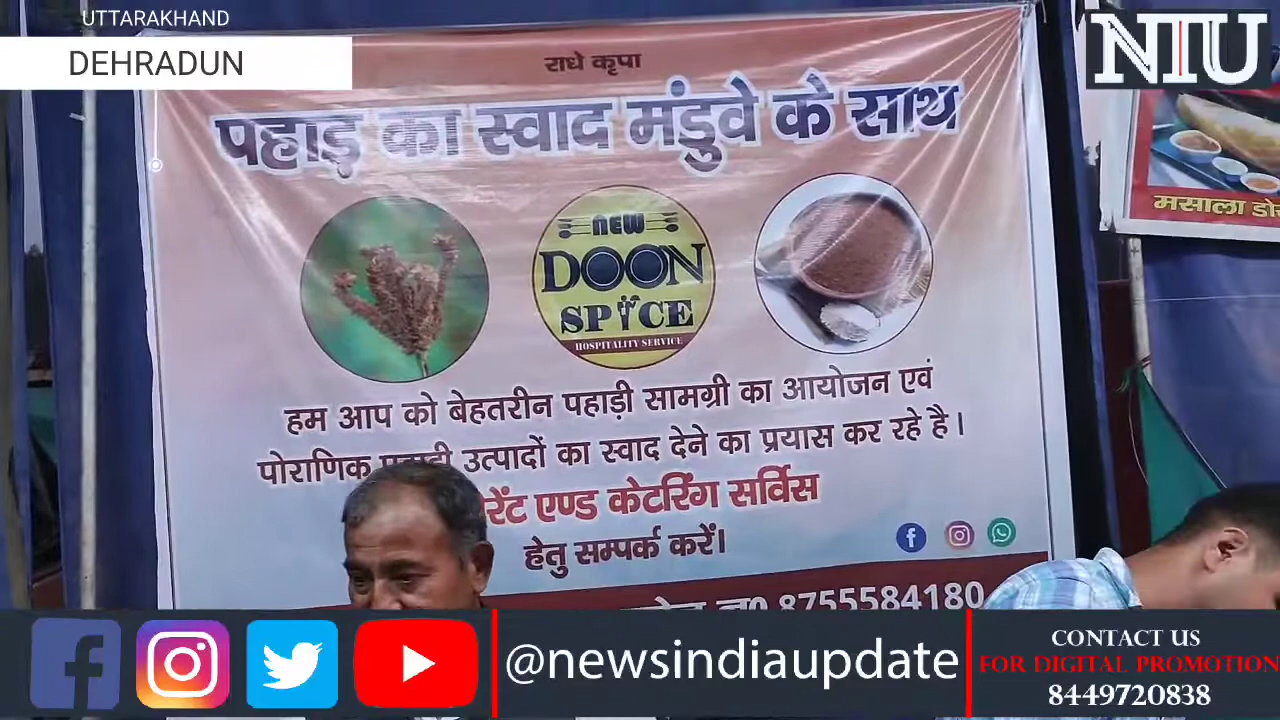 UTTARAKHAND
DEHRADUN
NIU
राधे कृपा
पहाड़ का स्वाद मंडुवे के साथ
NEW
DOON
SPICE
HOSPITALITY SERVICE
मसाला
हम आप को बेहतरीन पहाड़ी सामग्री का आयोजन एवं
पोराणिक उत्पादों का स्वाद देने का प्रयास कर रहे है।
एण्ड केटरिंग सर्विस
हेतु सम्पर्क करें।
8755584180
@newsindiaupdate
CONTACT US
FOR DIGITAL PROMOTION
8449720838